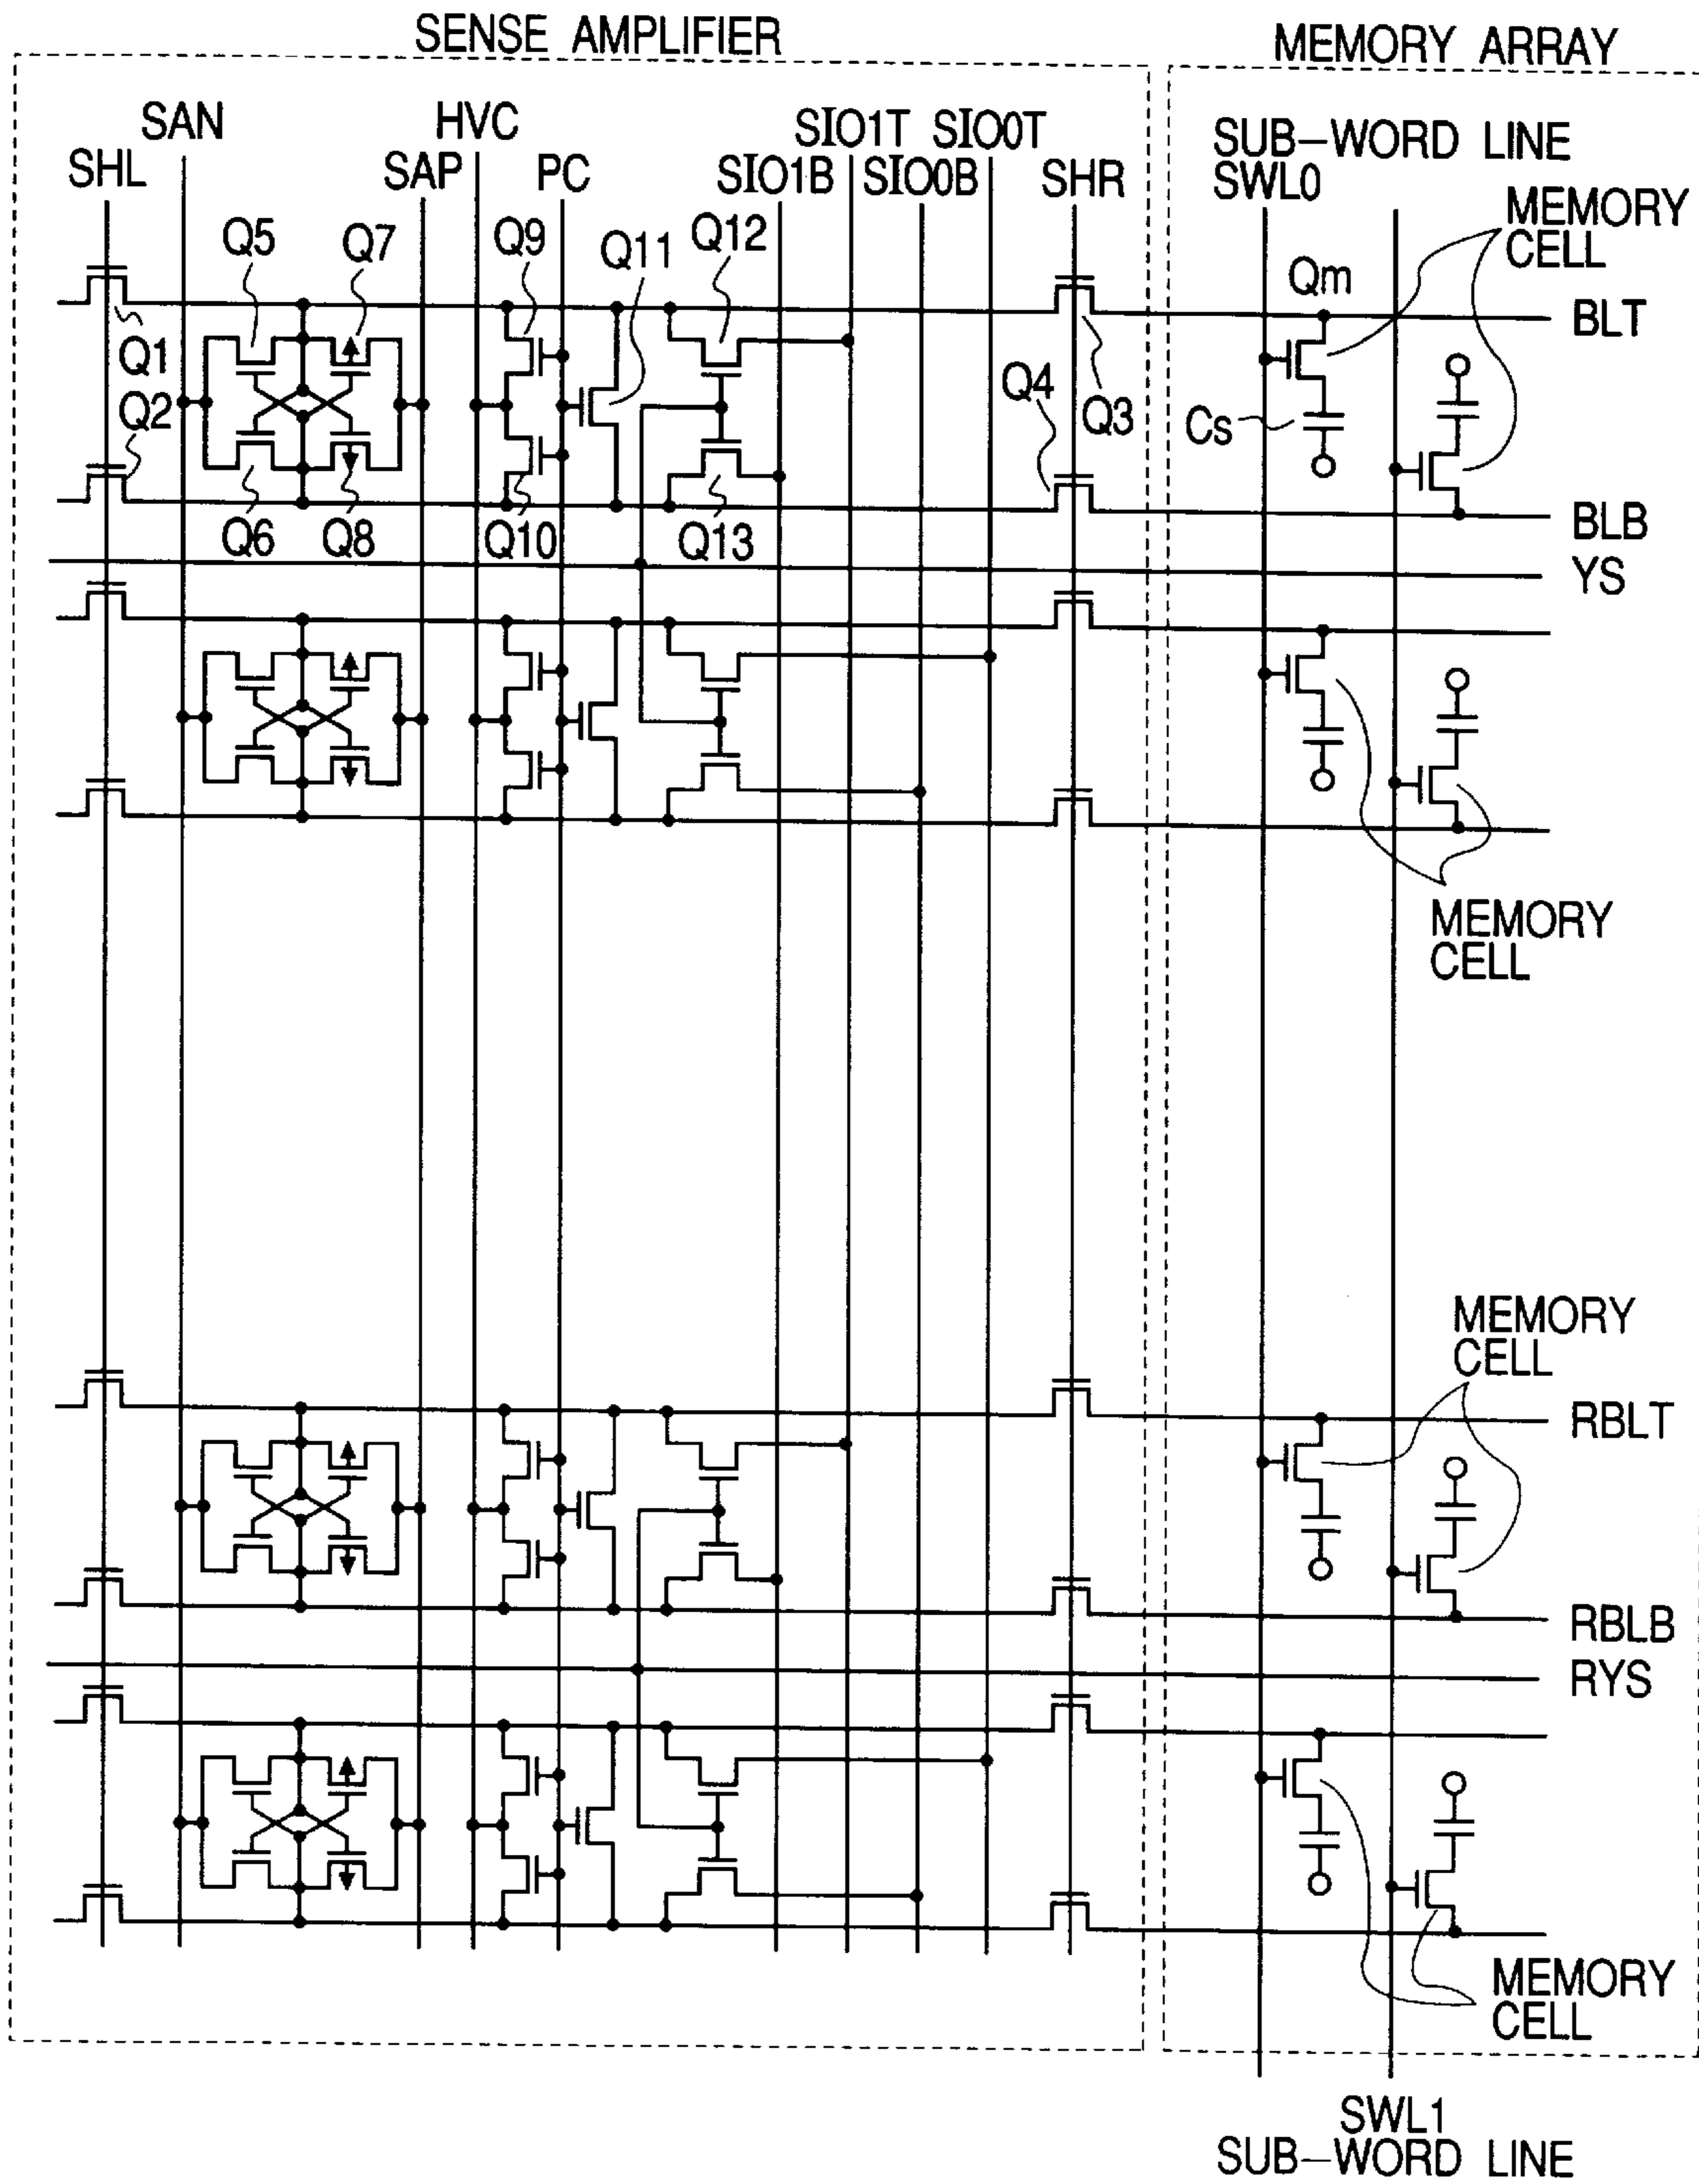 SENSE AMPLIFIER
MEMORY ARRAY
SAN
HVC
SIO1T SIO0T
SHL
SAP
PC
SIO1B
SIO0B
SHR
SUB-WORD LINE
SWL0
MEMORY
CELL
Q5
Q7
Q9
Q11
Q12
Qm
BLT
Q1
Q2
Q4
Q3
Cs
Q6
Q8
Q10
Q13
BLB
YS
MEMORY
CELL
MEMORY
CELL
RBLT
RBLB
RYS
MEMORY
CELL
SWL1
SUB-WORD LINE